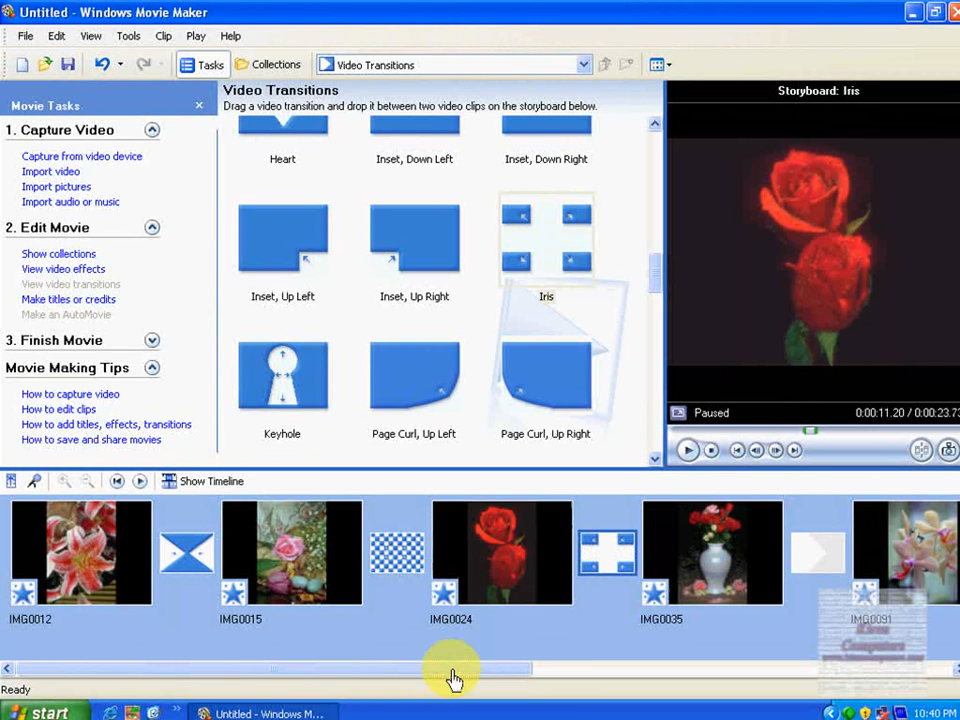 Untitled - Windows Movie Maker
File Edit View Tools Clip Play Help
Tasks Collections Video Transitions
Movie Tasks
1. Capture Video
Capture from video device
Import video
Import pictures
Import audio or music
2. Edit Movie
Show collections
View video effects
View video transitions
Make titles or credits
Make an AutoMovie
3. Finish Movie
Movie Making Tips
How to capture video
How to edit clips
How to add titles, effects, transitions
How to save and share movies
Video Transitions
Drag a video transition and drop it between two video clips on the storyboard below.
Heart Inset, Down Left Inset, Down Right
Inset, Up Left Inset, Up Right Iris
Keyhole Page Curl, Up Left Page Curl, Up Right
Storyboard: Iris
Paused 0:00:11.20 / 0:00:23.73
Show Timeline
IMG0012 IMG0015 IMG0024 IMG0035 IMG0091
Computers
Ready
start Untitled - Windows M... 10:40 PM